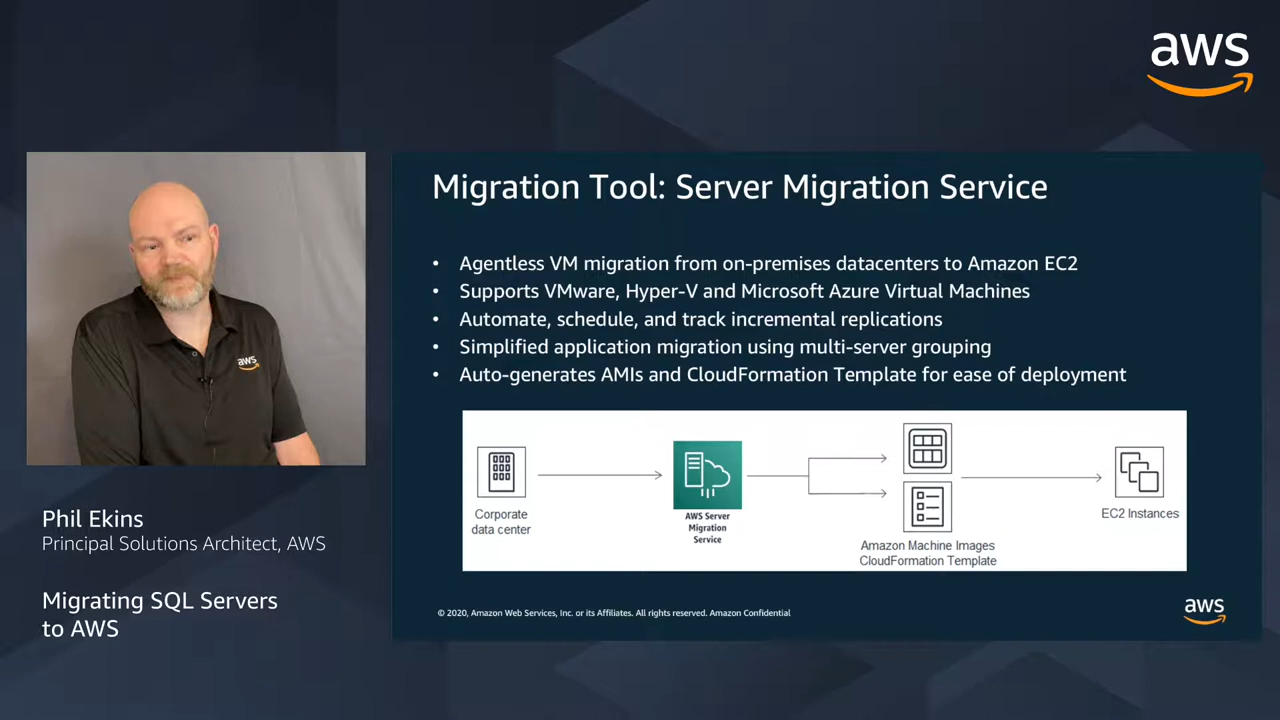 aws
Migration Tool: Server Migration Service
• Agentless VM migration from on-premises datacenters to Amazon EC2
• Supports VMware, Hyper-V and Microsoft Azure Virtual Machines
• Automate, schedule, and track incremental replications
• Simplified application migration using multi-server grouping
• Auto-generates AMIs and CloudFormation Template for ease of deployment
Corporate
data center
AWS Server
Migration
Service
Amazon Machine Images
CloudFormation Template
EC2 Instances
© 2020, Amazon Web Services, Inc. or its Affiliates. All rights reserved. Amazon Confidential
aws
aws
Phil Ekins
Principal Solutions Architect, AWS
Migrating SQL Servers
to AWS